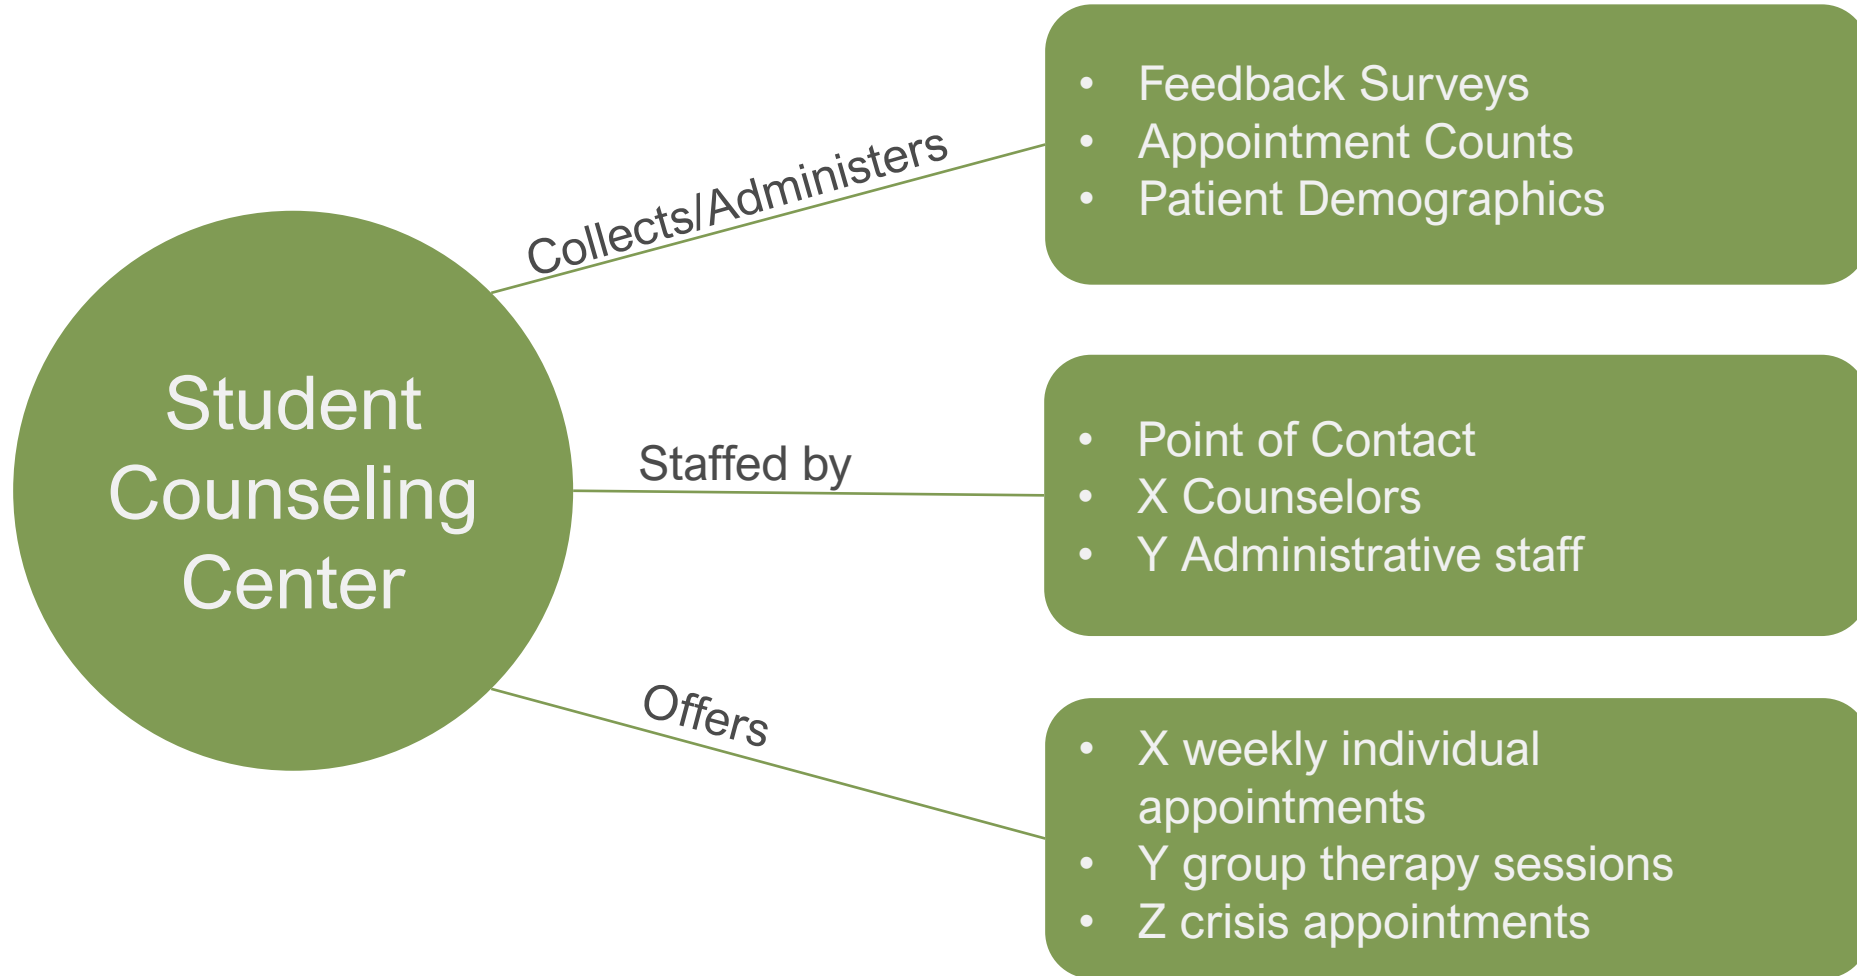 Student
Counseling
Center
Collects/Administers
• Feedback Surveys
• Appointment Counts
• Patient Demographics
Staffed by
• Point of Contact
• X Counselors
• Y Administrative staff
Offers
• X weekly individual
appointments
• Y group therapy sessions
• Z crisis appointments